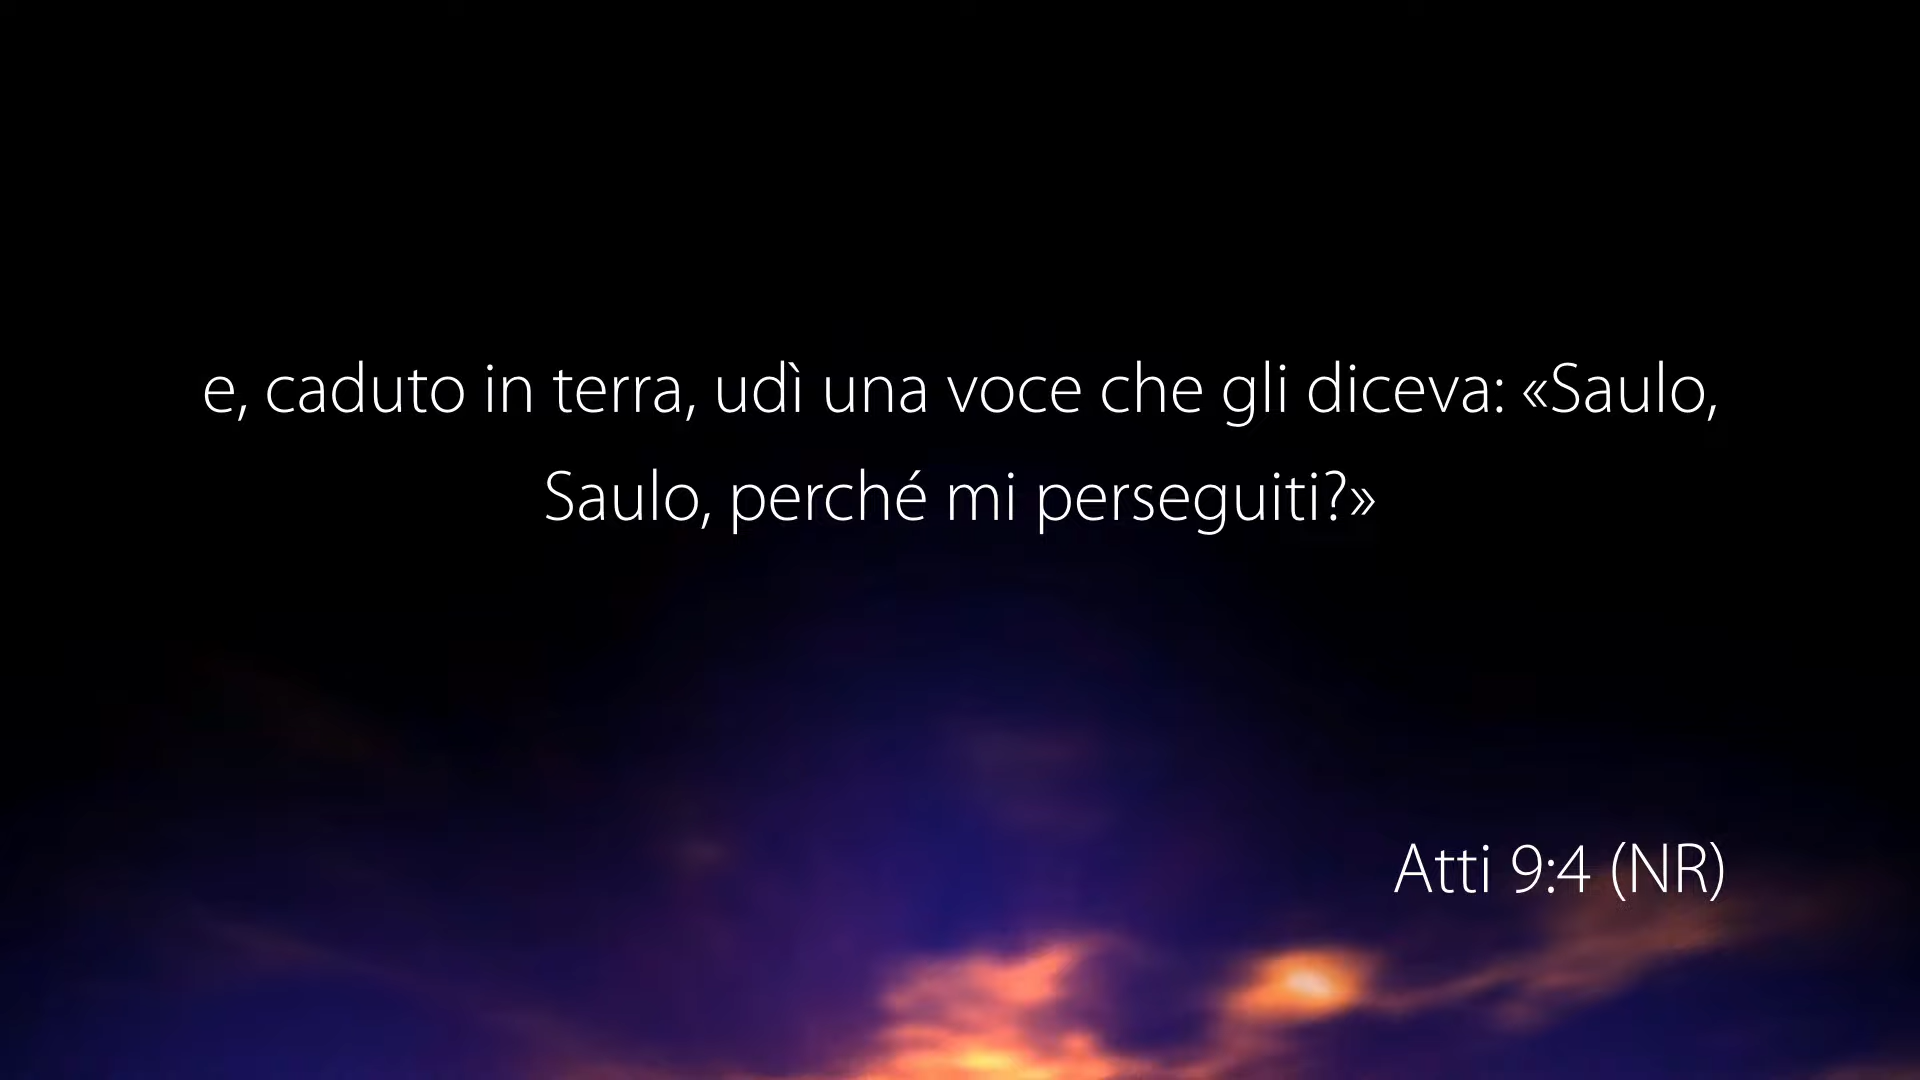 e, caduto in terra, udì una voce che gli diceva: «Saulo,
Saulo, perché mi perseguiti?»
Atti 9:4 (NR)